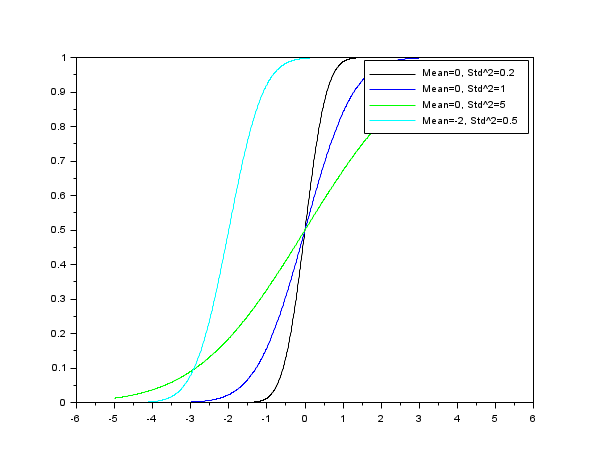 1
0.9
0.8
0.7
0.6
0.5
0.4
0.3
0.2
0.1
0
-6 -5 -4 -3 -2 -1 0 1 2 3 4 5 6
Mean=0, Std^2=0.2
Mean=0, Std^2=1
Mean=0, Std^2=5
Mean=-2, Std^2=0.5